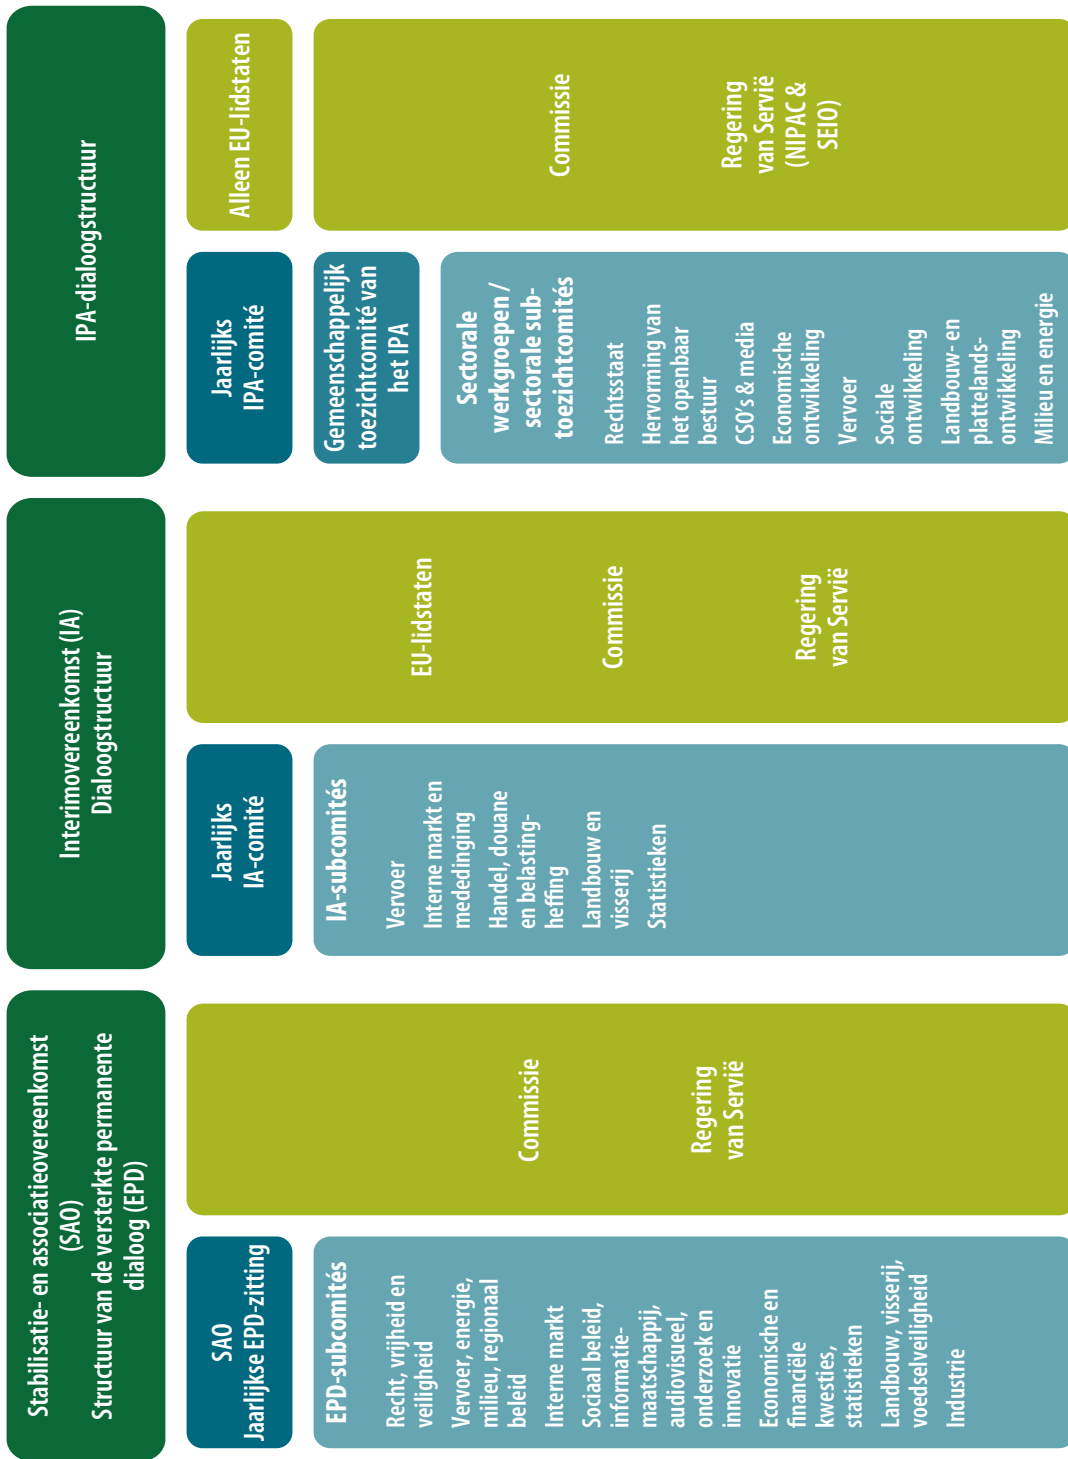 Stabilisatie- en associatieovereenkomst
(SAO)
Structuur van de versterkte permanente
dialoog (EPD)
SAO
Jaarlijkse EPD-zitting
EPD-subcomités
Recht, vrijheid en
veiligheid
Vervoer, energie,
milieu, regionaal
beleid
Interne markt
Sociaal beleid,
informatie-
maatschappij,
audiovisueel,
onderzoek en
innovatie
Economische en
financiële
kwesties,
statistieken
Landbouw, visserij,
voedselveiligheid
Industrie
Commissie
Regering
van Servië
Interimovereenkomst (IA)
Dialoogstructuur
Jaarlijks
IA-comité
IA-subcomités
Vervoer
Interne markt en
mededinging
Handel, douane
en belasting-
heffing
Landbouw en
visserij
Statistieken
EU-lidstaten
Commissie
Regering
van Servië
IPA-dialoogstructuur
Jaarlijks
IPA-comité
Gemeenschappelijk
toezichtcomité van
het IPA
Sectorale
werkgroepen /
sectorale sub-
toezichtcomités
Rechtsstaat
Hervorming van
het openbaar
bestuur
CSO's & media
Economische
ontwikkeling
Vervoer
Sociale
ontwikkeling
Landbouw- en
plattelands-
ontwikkeling
Milieu en energie
Alleen EU-lidstaten
Commissie
Regering
van Servië
(NIPAC &
SEIO)